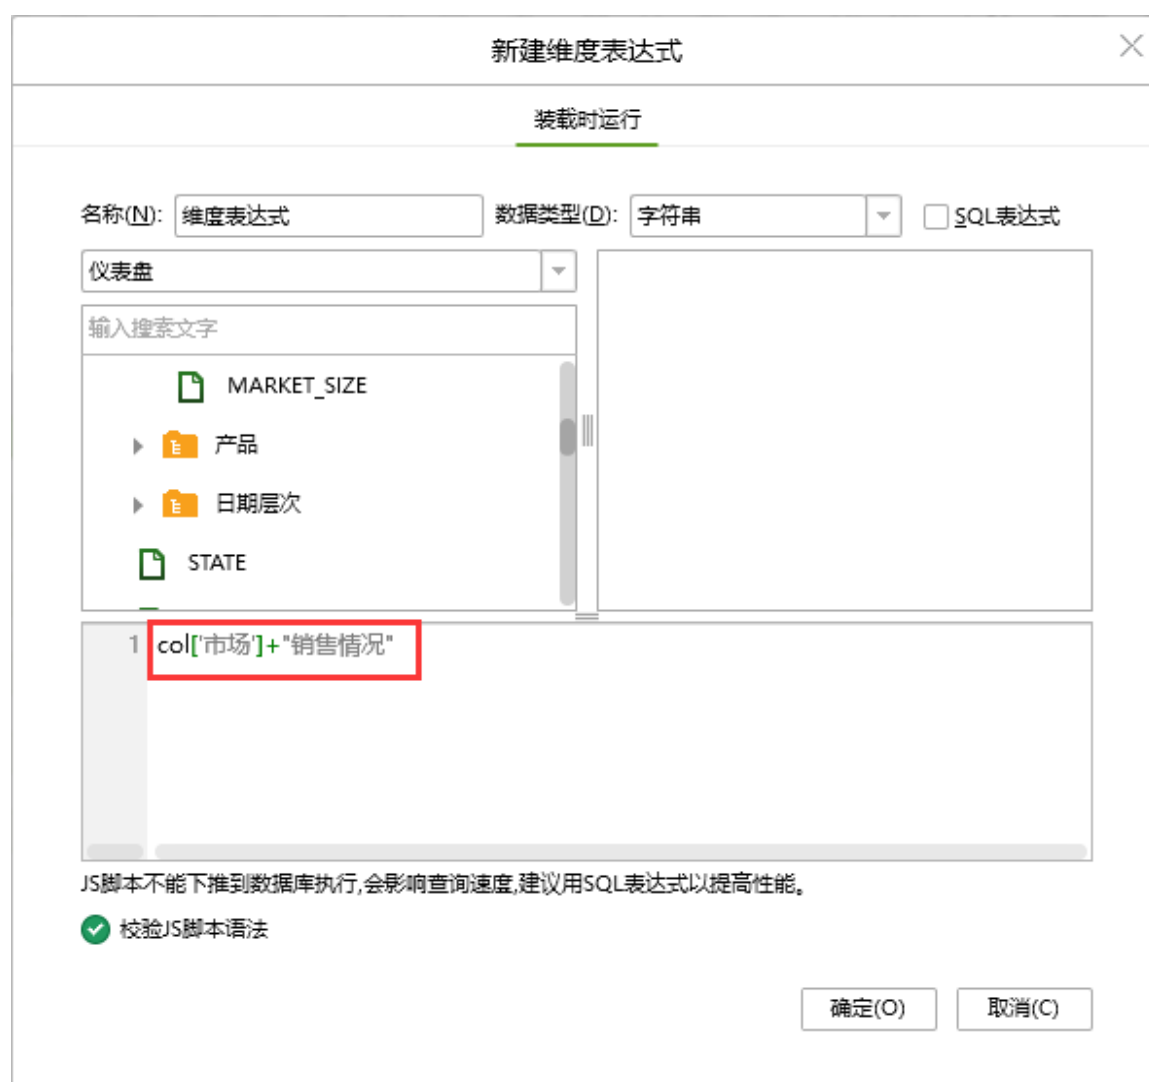 新建维度表达式
装载时运行
名称(N): 维度表达式 数据类型(D): 字符串 SQL表达式
仪表盘
输入搜索文字
MARKET_SIZE
产品
日期层次
STATE
1 col['市场']+"销售情况"
JS脚本不能下推到数据库执行,会影响查询速度,建议用SQL表达式以提高性能。
校验JS脚本语法
确定(O) 取消(C)